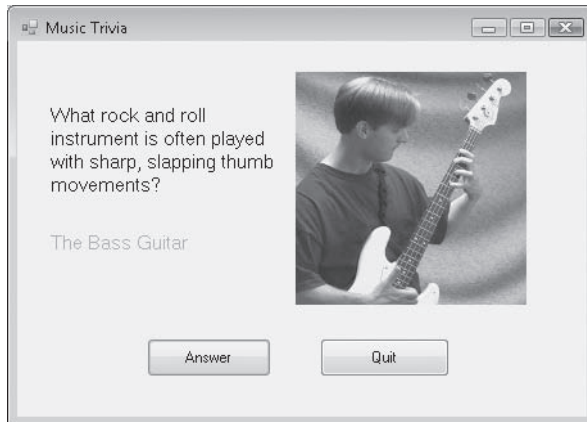 Music Trivia
What rock and roll
instrument is often played
with sharp, slapping thumb
movements?
The Bass Guitar
Answer
Quit